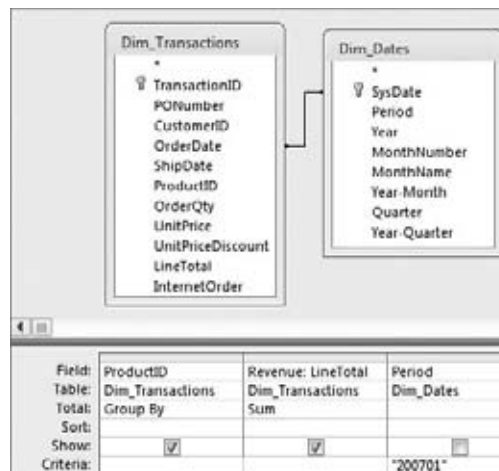 Dim_Transactions
*
TransactionID
PONumber
CustomerID
OrderDate
ShipDate
ProductID
OrderQty
UnitPrice
UnitPriceDiscount
LineTotal
InternetOrder
Dim_Dates
*
SysDate
Period
Year
MonthNumber
MonthName
Year-Month
Quarter
Year-Quarter
Field: ProductID Revenue: LineTotal Period
Table: Dim_Transactions Dim_Transactions Dim_Dates
Total: Group By Sum
Sort:
Show:
Criteria: "200701"